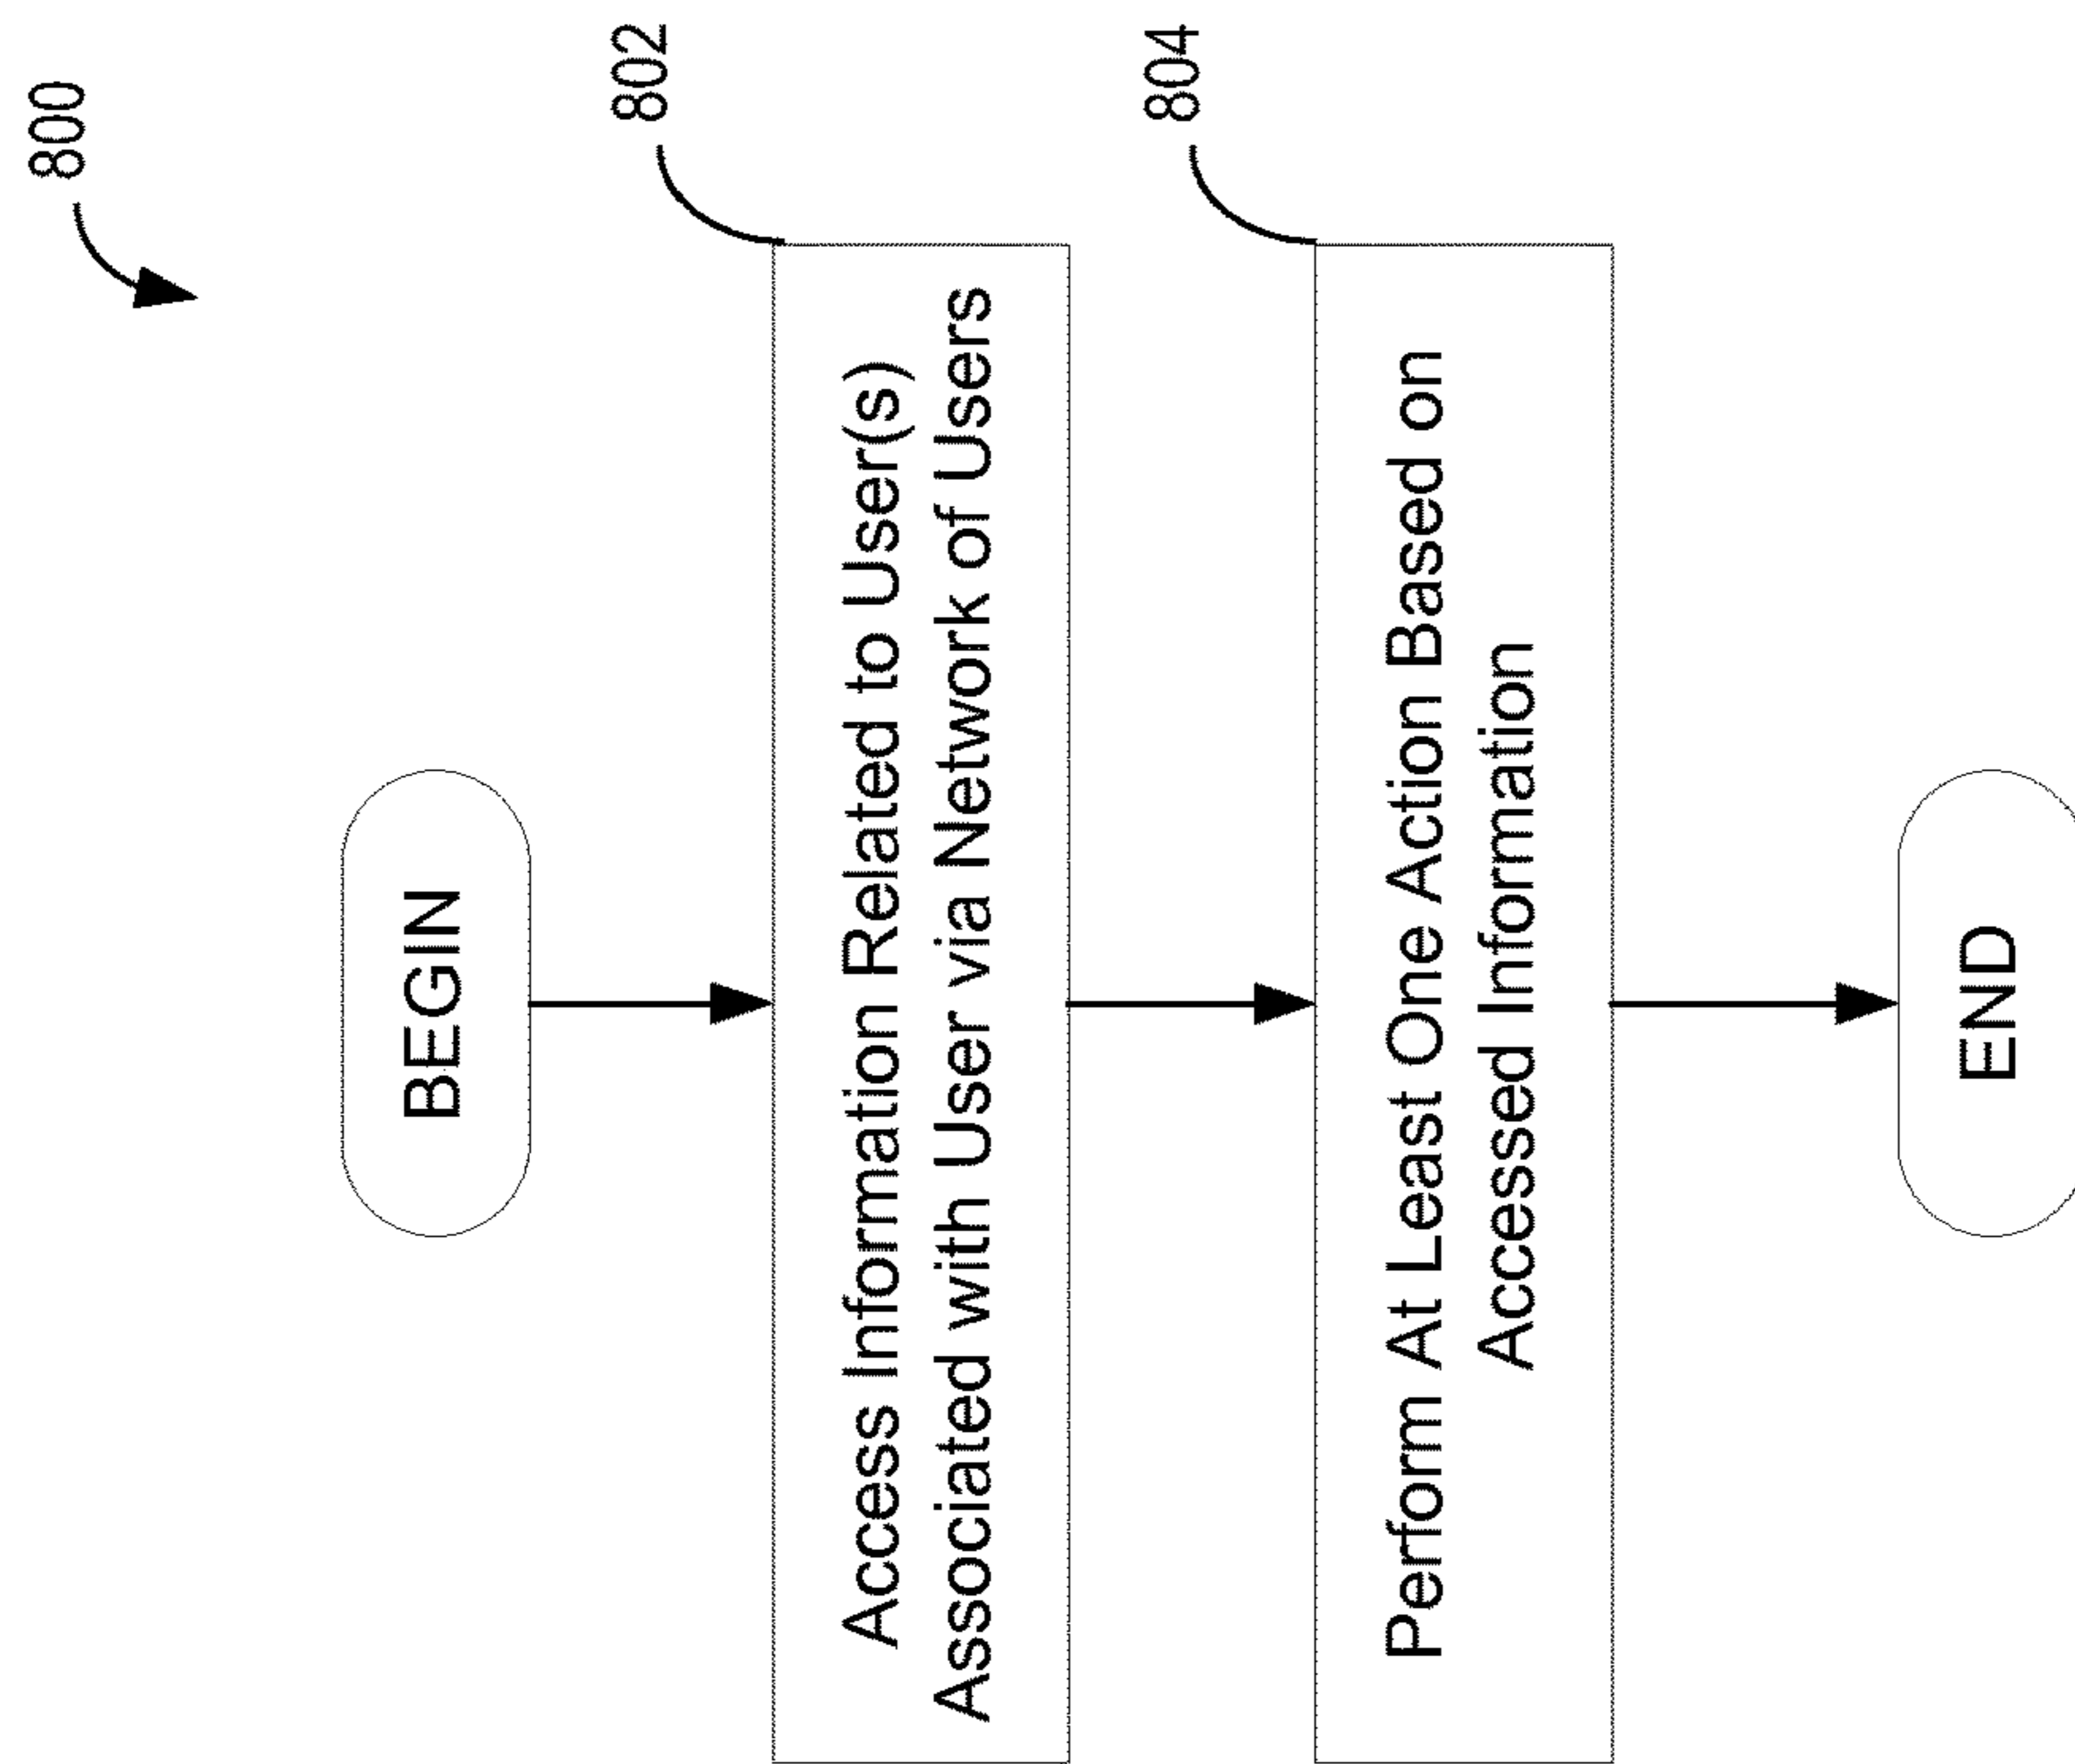 800
BEGIN
802
Access Information Related to User(s)
Associated with User via Network of Users
804
Perform At Least One Action Based on
Accessed Information
END